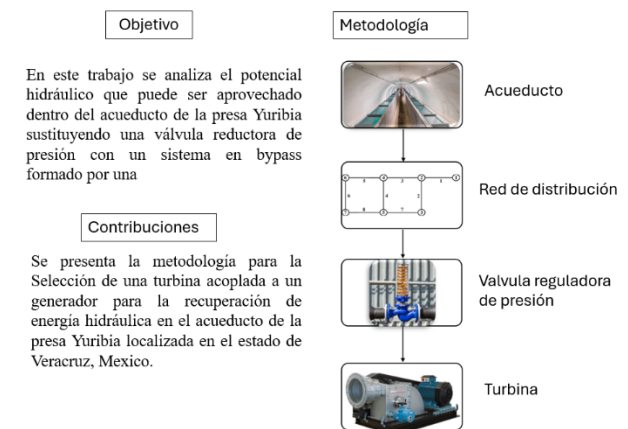 Objetivo
En este trabajo se analiza el potencial
hidráulico que puede ser aprovechado
dentro del acueducto de la presa Yuribia
sustituyendo una válvula reductora de
presión con un sistema en bypass
formado por una
Contribuciones
Se presenta la metodología para la
Selección de una turbina acoplada a un
generador para la recuperación de
energía hidráulica en el acueducto de la
presa Yuribia localizada en el estado de
Veracruz, Mexico.
Metodología
Acueducto
Red de distribución
Valvula reguladora
de presión
Turbina